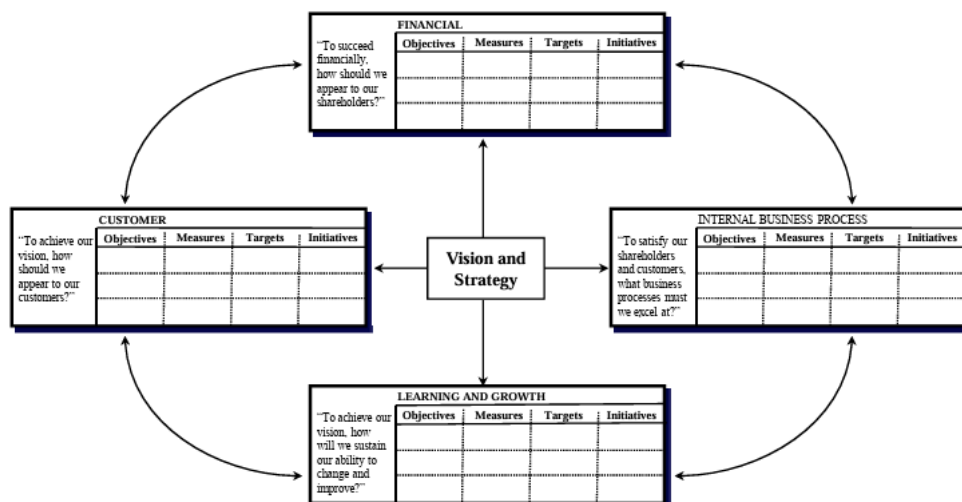 FINANCIAL
“To succeed
financially,
how should we
appear to our
shareholders?”
Objectives Measures Targets Initiatives
CUSTOMER
“To achieve our
vision, how
should we
appear to our
customers?”
Objectives Measures Targets Initiatives
Vision and
Strategy
INTERNAL BUSINESS PROCESS
“To satisfy our
shareholders
and customers,
what business
processes must
we excel at?”
Objectives Measures Targets Initiatives
LEARNING AND GROWTH
“To achieve our
vision, how
will we sustain
our ability to
change and
improve?”
Objectives Measures Targets Initiatives